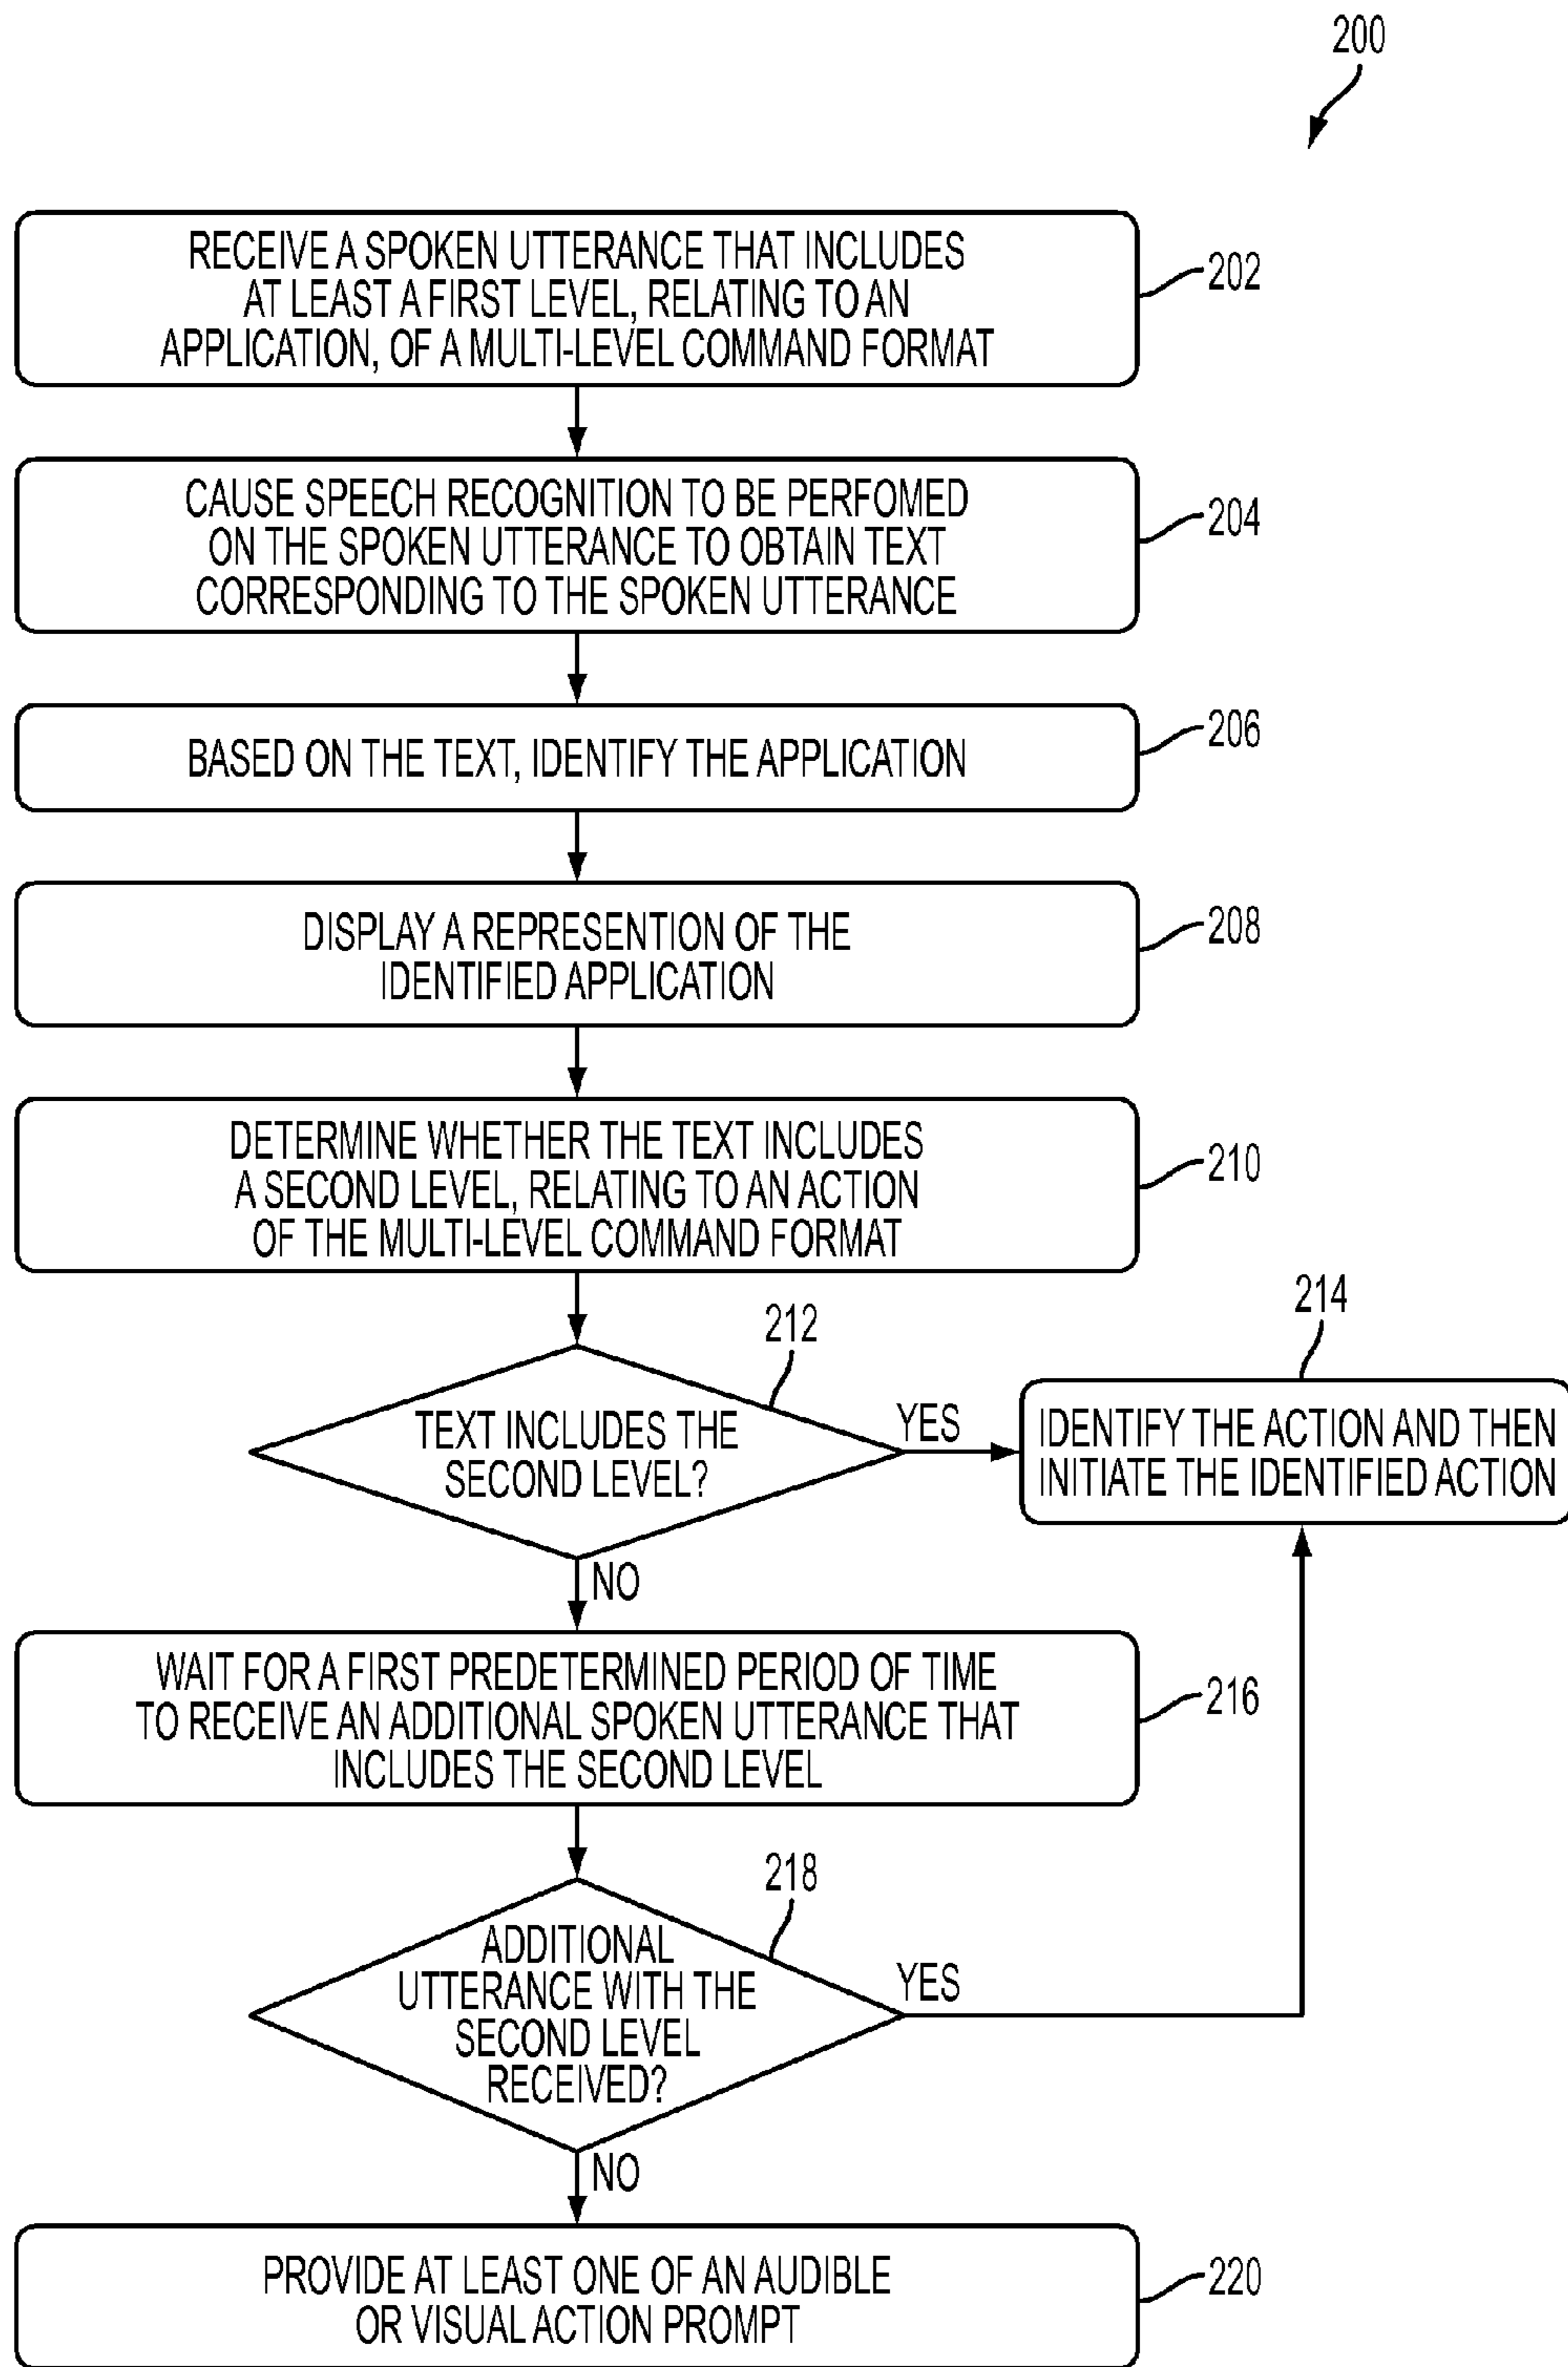 200
RECEIVE A SPOKEN UTTERANCE THAT INCLUDES
AT LEAST A FIRST LEVEL, RELATING TO AN
APPLICATION, OF A MULTI-LEVEL COMMAND FORMAT
202
CAUSE SPEECH RECOGNITION TO BE PERFOMED
ON THE SPOKEN UTTERANCE TO OBTAIN TEXT
CORRESPONDING TO THE SPOKEN UTTERANCE
204
BASED ON THE TEXT, IDENTIFY THE APPLICATION
206
DISPLAY A REPRESENTION OF THE
IDENTIFIED APPLICATION
208
DETERMINE WHETHER THE TEXT INCLUDES
A SECOND LEVEL, RELATING TO AN ACTION
OF THE MULTI-LEVEL COMMAND FORMAT
210
212
TEXT INCLUDES THE
SECOND LEVEL?
YES
214
IDENTIFY THE ACTION AND THEN
INITIATE THE IDENTIFIED ACTION
NO
WAIT FOR A FIRST PREDETERMINED PERIOD OF TIME
TO RECEIVE AN ADDITIONAL SPOKEN UTTERANCE THAT
INCLUDES THE SECOND LEVEL
216
218
ADDITIONAL
UTTERANCE WITH THE
SECOND LEVEL
RECEIVED?
YES
NO
PROVIDE AT LEAST ONE OF AN AUDIBLE
OR VISUAL ACTION PROMPT
220